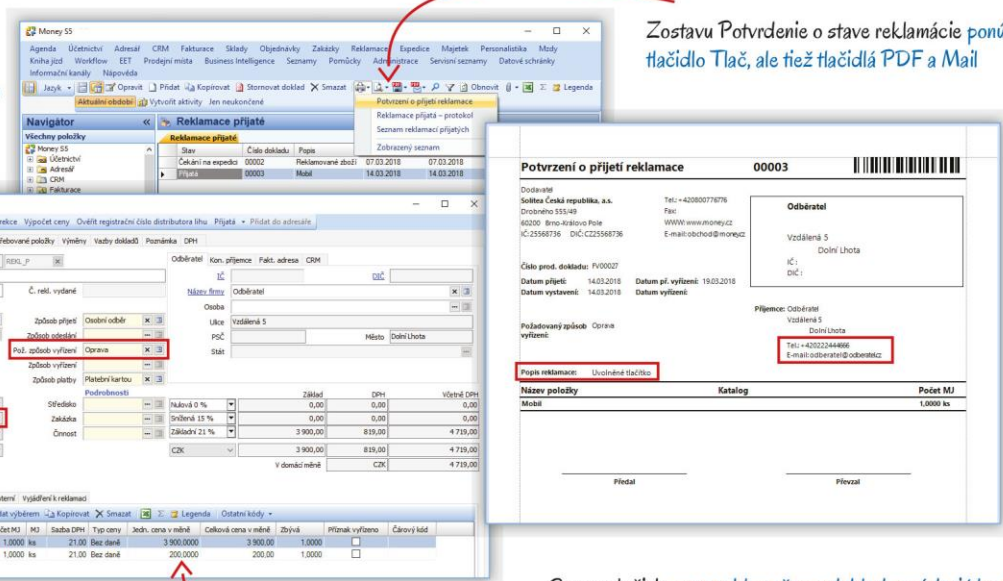 Zostavu Potvrdenie o stave reklamácie
tlačidlo Tlač, ale tiež tlačidlá PDF a Mail
Money S5
Agenda Účetnictví Adresář CRM Fakturace Sklady Objednávky Zakázky Reklamace Expedice Majetek Personalistika Mzdy
Kniha jízd Workflow EET Prodejní místa Business Intelligence Seznamy Pomůcky Administrace Servisní seznamy Datové schránky
Informační kanály Nápověda
Jazyk Opravit Přidat Kopírovat Stornovat doklad Smazat Obnovit Legenda
Aktuální období Vytvořit aktivity Jen neukončené
Potvrzení o přijetí reklamace
Reklamace přijatá – protokol
Seznam reklamací přijatých
Zobrazený seznam
Navigátor «
Všechny položky
Money S5
Účetnictví
Adresář
CRM
Fakturace
Reklamace přijaté
Reklamace přijaté
Stav Číslo dokladu Popis
Čekání na expedici 00002 Reklamované zboží 07.03.2018 07.03.2018
Přijatá 00003 Mobil 14.03.2018 14.03.2018
Výpočet ceny Ověřit registrační číslo distributora lihu Přijatá + Přidat do adresáře
položky Výměny Vazby dokladů Poznámka DPH
REKL_P
Č. rekl. vydané
Způsob přijetí Osobní odběr
Způsob odeslání
Pož. způsob vyřízení Oprava
Způsob vyřízení
Způsob platby Platební kartou
Podrobnosti
Středisko
Zakázka
Činnost
Odběratel Kon. příjemce Fakt. adresa CRM
IČ DIČ
Název firmy Odběratel
Osoba
Ulice Vzdálená 5
PSČ Město Dolní Lhota
Stát
Základ DPH Včetně DPH
Nulová 0 % 0,00 0,00 0,00
Snížená 15 % 0,00 0,00 0,00
Základní 21 % 3 900,00 819,00 4 719,00
CZK 3 900,00 819,00 4 719,00
V domácí měně CZK 4 719,00
Vyjádření k reklamaci
výběrem Kopírovat Smazat Σ Legenda Ostatní kódy
MJ Sazba DPH Typ ceny Jedn. cena v měně Celková cena v měně Zbývá Příznak vyřízeno Čárový kód
1,0000 ks 21,00 Bez daně 3 900,0000 3 900,00 1,0000
1,0000 ks 21,00 Bez daně 200,0000 200,00 1,0000
Potvrzení o přijetí reklamace 00003
Dodavatel
Solitea Česká republika, a.s.
Drobného 555/49
60200 Brno-Královo Pole
IČ:25568736 DIČ:CZ25568736
Tel.: +420800776776
Fax:
WWW: www.money.cz
E-mail: obchod@money.cz
Odběratel
Vzdálená 5
Dolní Lhota
IČ :
DIČ :
Číslo prod. dokladu: FV00027
Datum přijetí: 14.03.2018 Datum př. vyřízení: 19.03.2018
Datum vystavení: 14.03.2018 Datum vyřízení:
Příjemce: Odběratel
Vzdálená 5
Dolní Lhota
Tel.: +420222444666
E-mail: odberatel@odberatel.cz
Požadovaný způsob vyřízení: Oprava
Popis reklamace: Uvolněné tlačítko
Název položky Katalog Počet MJ
Mobil 1,0000 ks
Předal Převzal